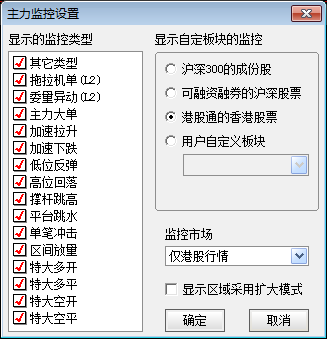 主力监控设置
显示的监控类型
其它类型
拖拉机单(L2)
委量异动(L2)
主力大单
加速拉升
加速下跌
低位反弹
高位回落
撑杆跳高
平台跳水
单笔冲击
区间放量
特大多开
特大多平
特大空开
特大空平
显示自定板块的监控
沪深300的成份股
可融资融券的沪深股票
港股通的香港股票
用户自定义板块
监控市场
仅港股行情
显示区域采用扩大模式
确定
取消